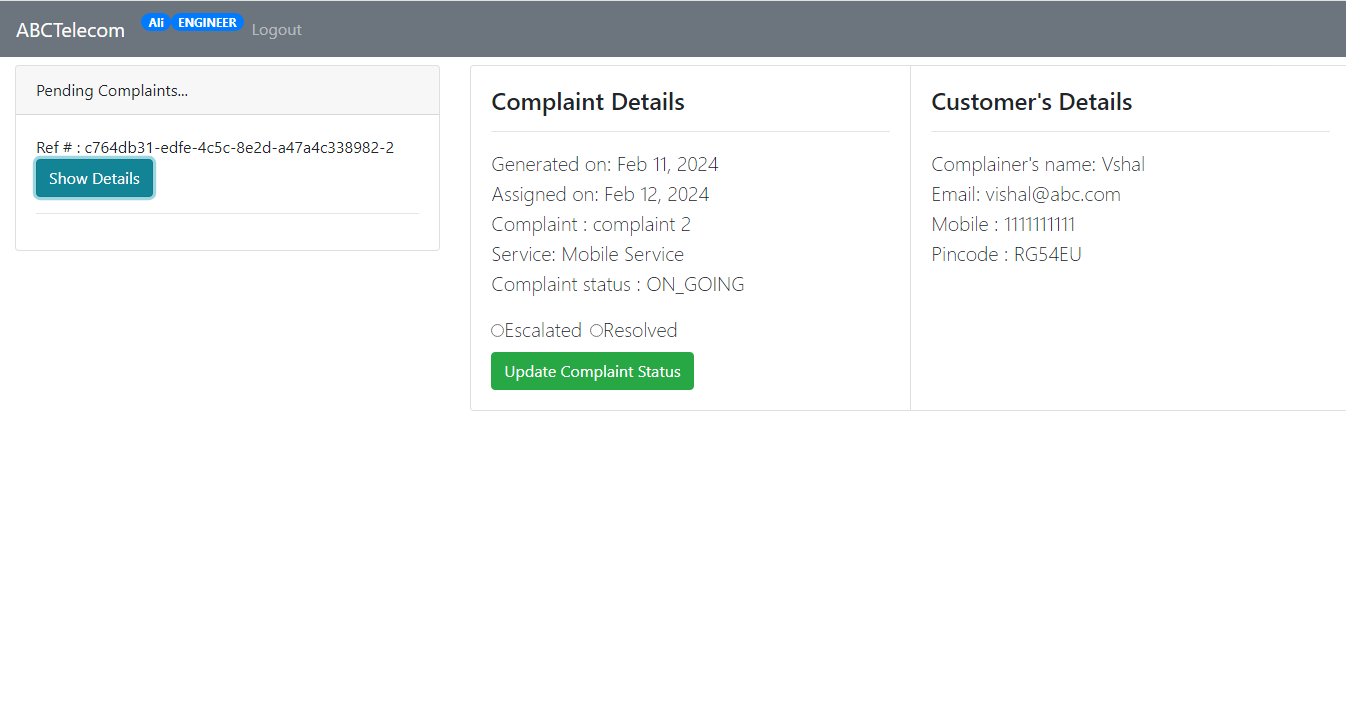 ABCTelecom Ali ENGINEER Logout
Pending Complaints...
Ref # : c764db31-edfe-4c5c-8e2d-a47a4c338982-2
Show Details
Complaint Details
Generated on: Feb 11, 2024
Assigned on: Feb 12, 2024
Complaint : complaint 2
Service: Mobile Service
Complaint status : ON_GOING
Escalated Resolved
Update Complaint Status
Customer's Details
Complainer's name: Vshal
Email: vishal@abc.com
Mobile : 1111111111
Pincode : RG54EU